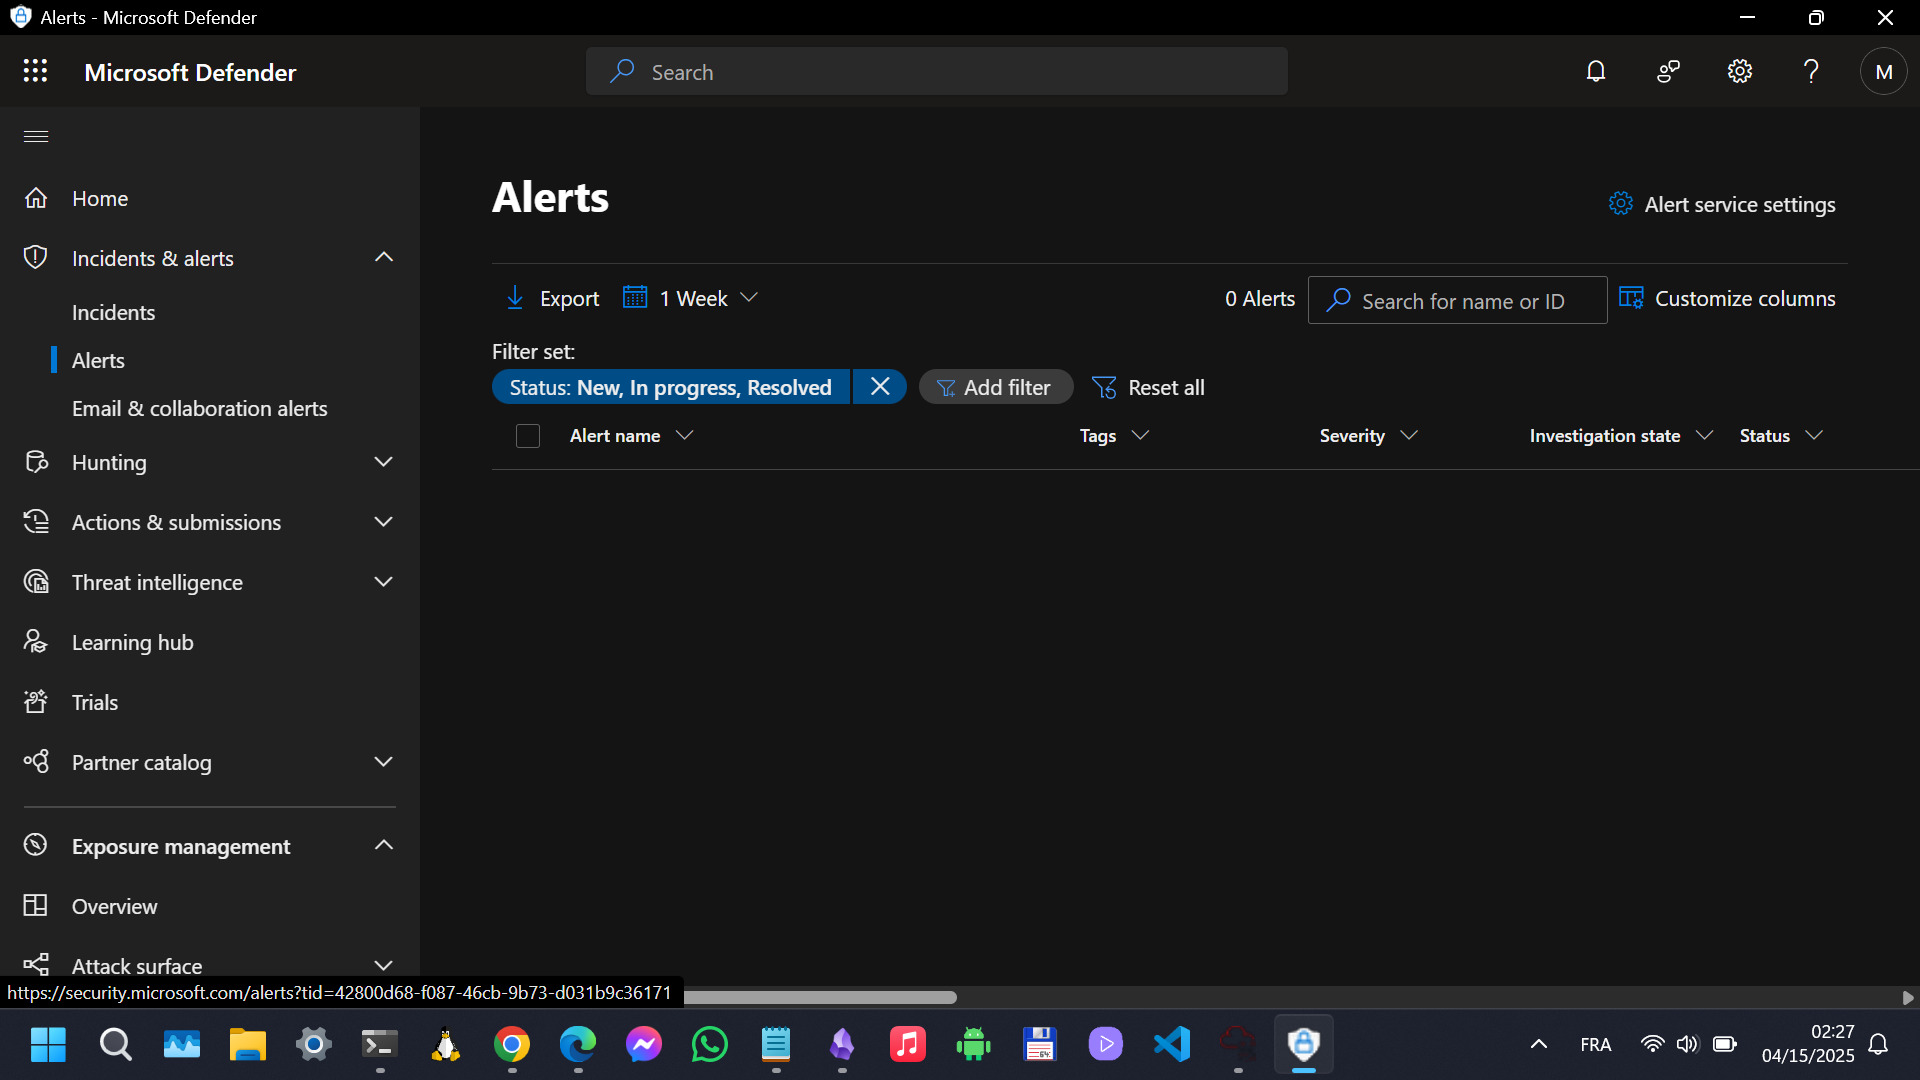 Alerts - Microsoft Defender
Microsoft Defender
Search
M
Home
Incidents & alerts
Incidents
Alerts
Email & collaboration alerts
Hunting
Actions & submissions
Threat intelligence
Learning hub
Trials
Partner catalog
Exposure management
Overview
Attack surface
Alerts
Alert service settings
Export
1 Week
0 Alerts
Search for name or ID
Customize columns
Filter set:
Status: New, In progress, Resolved
Add filter
Reset all
Alert name
Tags
Severity
Investigation state
Status
https://security.microsoft.com/alerts?tid=42800d68-f087-46cb-9b73-d031b9c36171
64
FRA
02:27
04/15/2025